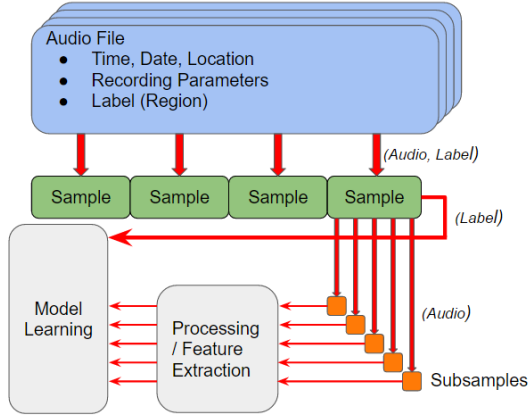 Audio File
● Time, Date, Location
● Recording Parameters
● Label (Region)
(Audio, Label)
Sample Sample Sample Sample
(Label)
Model
Learning
Processing
/ Feature
Extraction
(Audio)
Subsamples